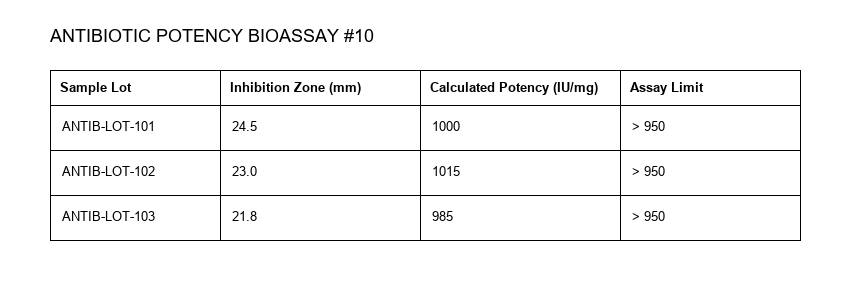 ANTIBIOTIC POTENCY BIOASSAY #10
Sample Lot Inhibition Zone (mm) Calculated Potency (IU/mg) Assay Limit
ANTIB-LOT-101 24.5 1000 > 950
ANTIB-LOT-102 23.0 1015 > 950
ANTIB-LOT-103 21.8 985 > 950